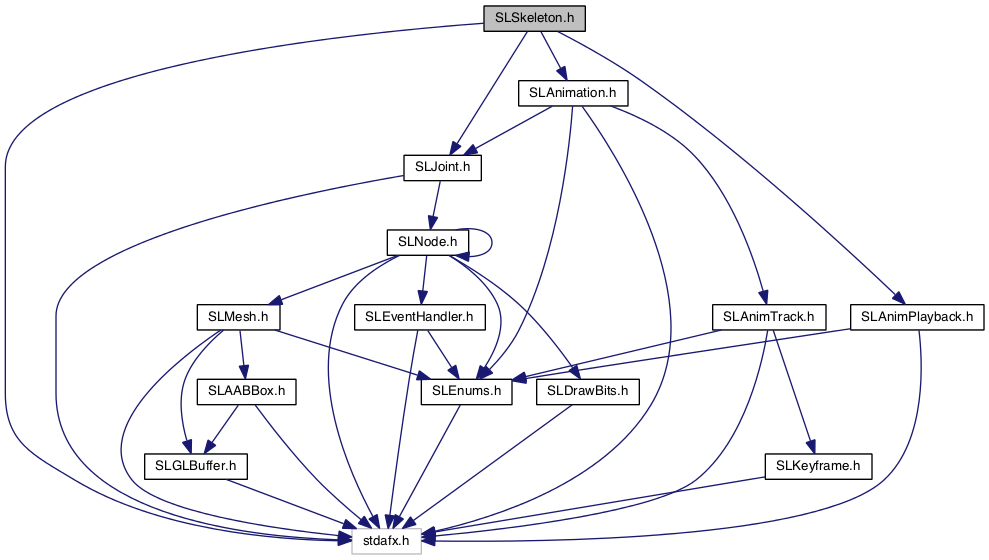 SLSkeleton.h
SLAnimation.h
SLJoint.h
SLNode.h
SLMesh.h
SLEventHandler.h
SLAnimTrack.h
SLAnimPlayback.h
SLAABBox.h
SLEnums.h
SLDrawBits.h
SLGLBuffer.h
SLKeyframe.h
stdafx.h